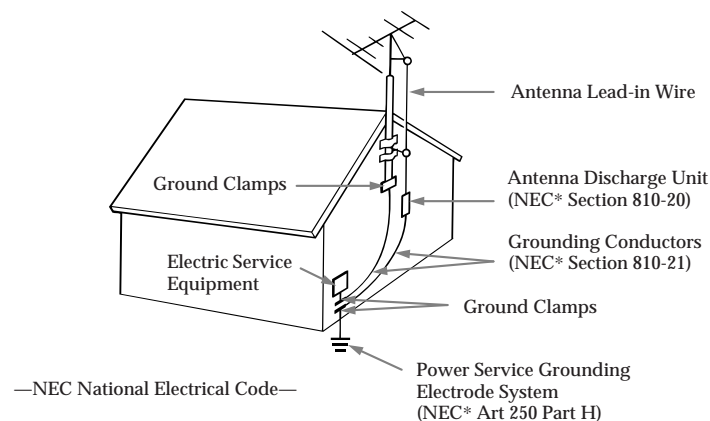 Antenna Lead-in Wire
Ground Clamps
Antenna Discharge Unit
(NEC* Section 810-20)
Grounding Conductors
(NEC* Section 810-21)
Electric Service
Equipment
Ground Clamps
Power Service Grounding
Electrode System
(NEC* Art 250 Part H)
—NEC National Electrical Code—